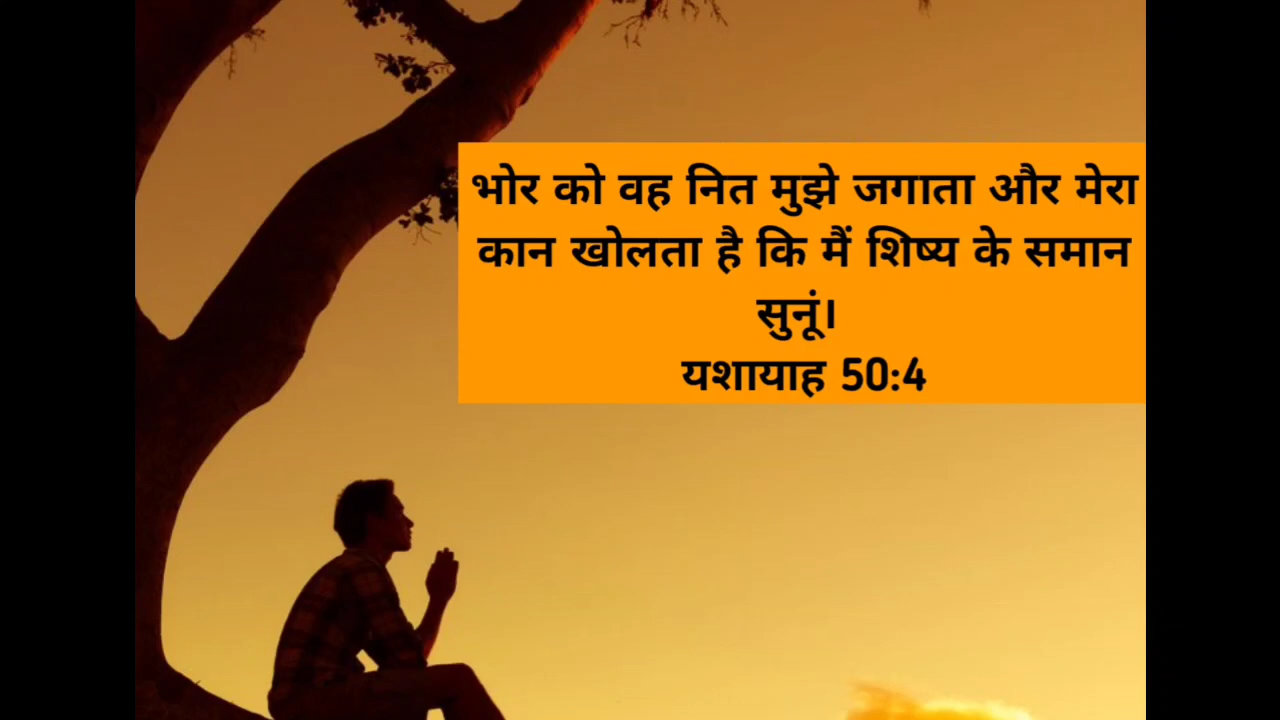 भोर को वह नित मुझे जगाता और मेरा
कान खोलता है कि मैं शिष्य के समान
सुनूं।
यशायाह 50:4